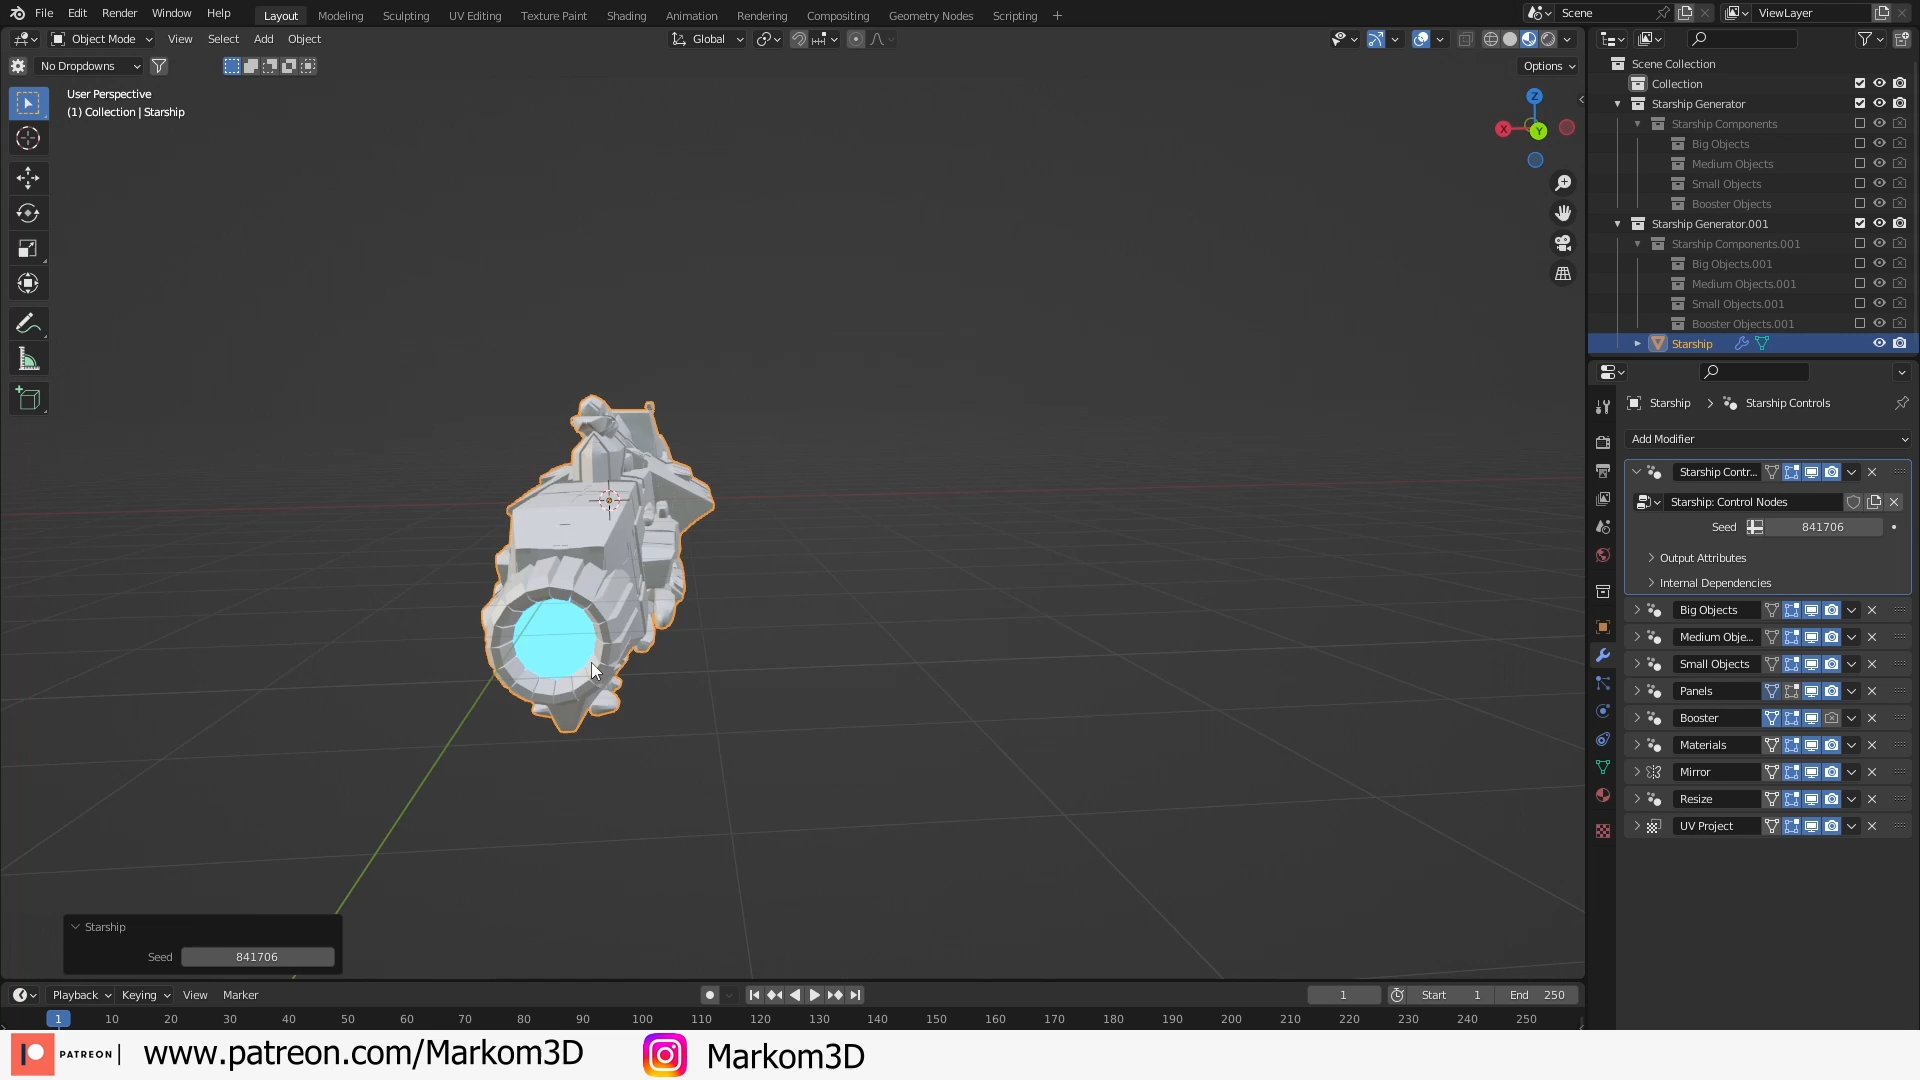 File Edit Render Window Help Layout Modeling Sculpting UV Editing Texture Paint Shading Animation Rendering Compositing Geometry Nodes Scripting + Scene ViewLayer
Object Mode View Select Add Object Global
No Dropdowns Options
User Perspective
(1) Collection | Starship
Z
X
Y
Scene Collection
Collection
Starship Generator
Starship Components
Big Objects
Medium Objects
Small Objects
Booster Objects
Starship Generator.001
Starship Components.001
Big Objects.001
Medium Objects.001
Small Objects.001
Booster Objects.001
Starship
Starship > Starship Controls
Add Modifier
Starship Contr...
Starship: Control Nodes
Seed 841706
Output Attributes
Internal Dependencies
Big Objects
Medium Obje...
Small Objects
Panels
Booster
Materials
Mirror
Resize
UV Project
Starship
Seed 841706
Playback Keying View Marker 1 Start 1 End 250
1 10 20 30 40 50 60 70 80 90 100 110 120 130 140 150 160 170 180 190 200 210 220 230 240 250
PATREON | www.patreon.com/Markom3D Markom3D